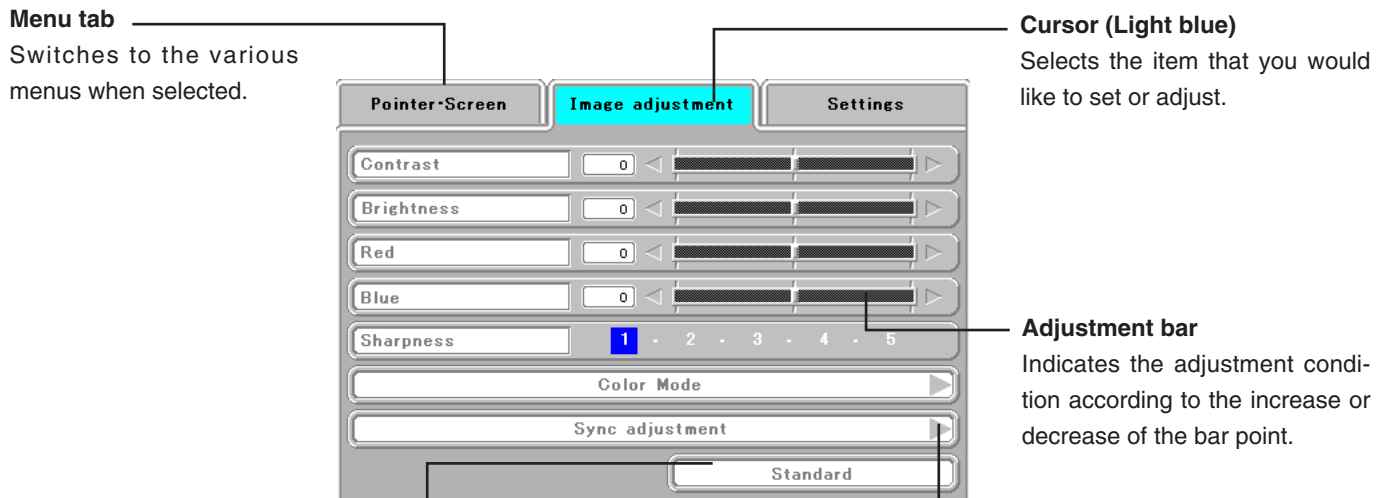 Menu tab
Switches to the various
menus when selected.
Cursor (Light blue)
Selects the item that you would
like to set or adjust.
Pointer·Screen
Image adjustment
Settings
Contrast 0
Brightness 0
Red 0
Blue 0
Sharpness 1 - 2 - 3 - 4 - 5
Color Mode
Sync adjustment
Standard
Adjustment bar
Indicates the adjustment condi-
tion according to the increase or
decrease of the bar point.